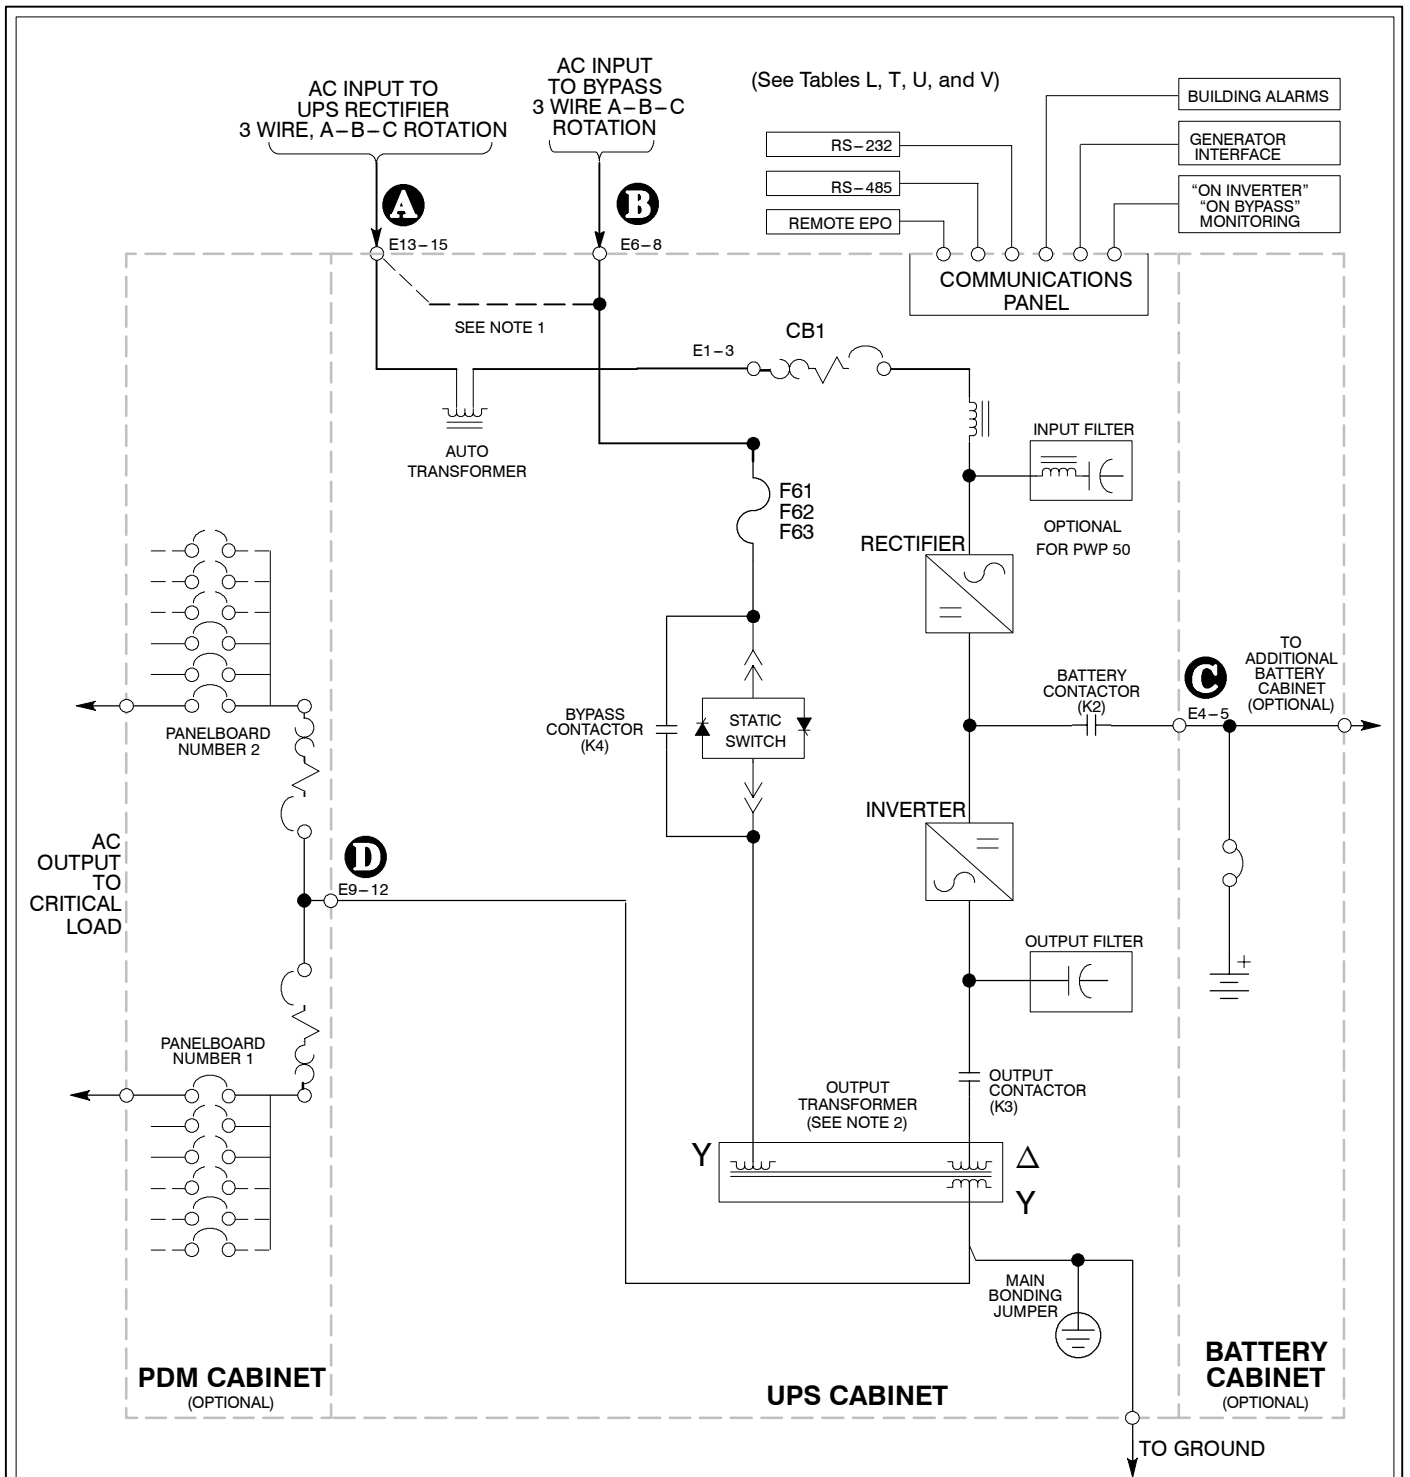 AC INPUT TO
UPS RECTIFIER
3 WIRE, A–B–C ROTATION
AC INPUT
TO BYPASS
3 WIRE A–B–C
ROTATION
(See Tables L, T, U, and V)
RS–232
RS–485
REMOTE EPO
BUILDING ALARMS
GENERATOR
INTERFACE
“ON INVERTER”
“ON BYPASS”
MONITORING
A
B
E13–15
E6–8
COMMUNICATIONS
PANEL
SEE NOTE 1
E1–3
CB1
AUTO
TRANSFORMER
INPUT FILTER
OPTIONAL
FOR PWP 50
F61
F62
F63
RECTIFIER
BATTERY
CONTACTOR
(K2)
C
E4–5
TO
ADDITIONAL
BATTERY
CABINET
(OPTIONAL)
BYPASS
CONTACTOR
(K4)
STATIC
SWITCH
PANELBOARD
NUMBER 2
INVERTER
AC
OUTPUT
TO
CRITICAL
LOAD
D
E9–12
OUTPUT FILTER
+
PANELBOARD
NUMBER 1
OUTPUT
CONTACTOR
(K3)
OUTPUT
TRANSFORMER
(SEE NOTE 2)
Y
Δ
Y
MAIN
BONDING
JUMPER
PDM CABINET
(OPTIONAL)
UPS CABINET
BATTERY
CABINET
(OPTIONAL)
TO GROUND